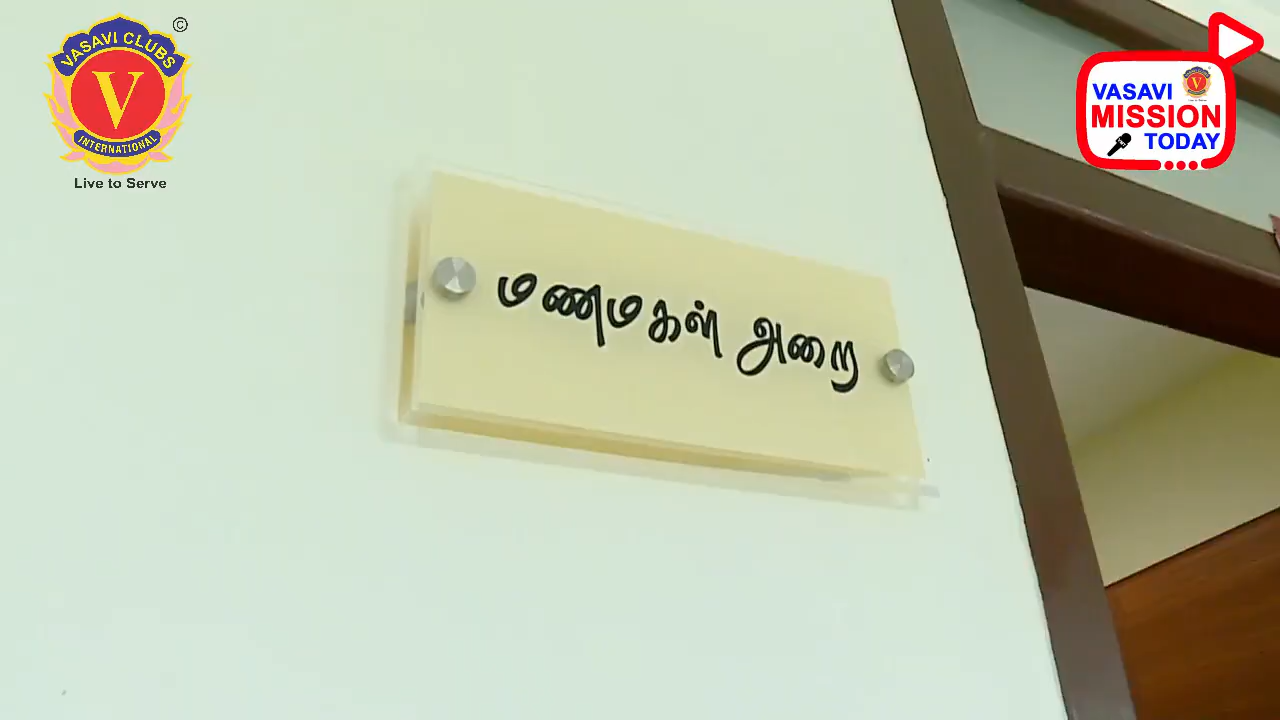 VASAVI CLUBS
V
INTERNATIONAL
©
Live to Serve
VASAVI
MISSION
TODAY
மணமகள் அறை